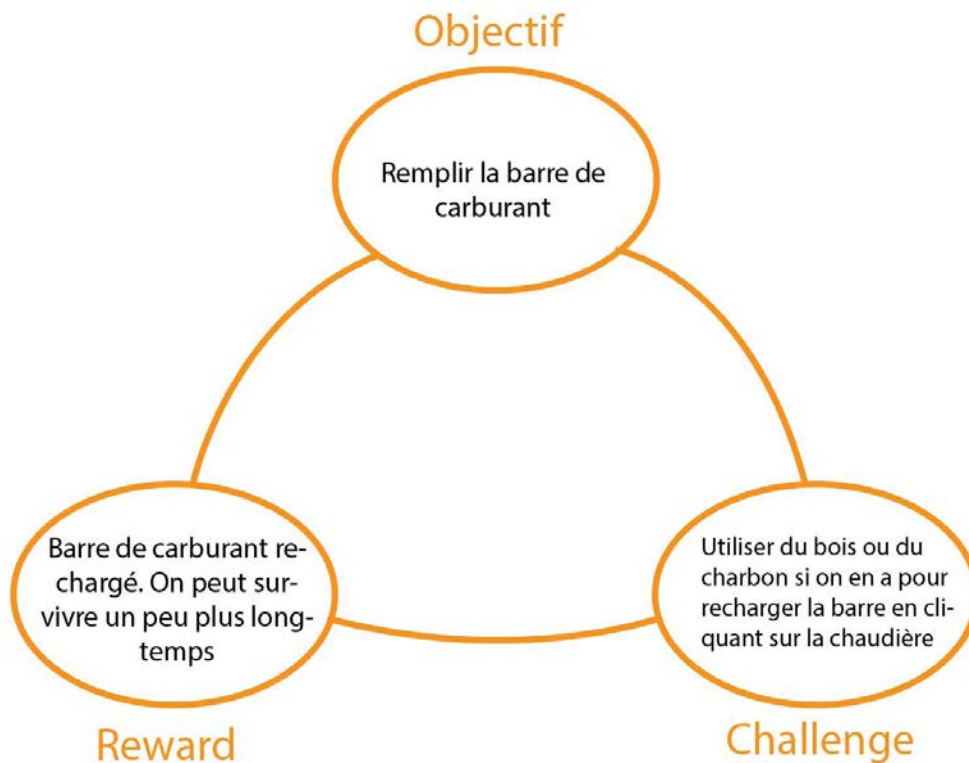 Objectif
Remplir la barre de
carburant
Barre de carburant re-
chargé. On peut sur-
vivre un peu plus long-
temps
Reward
Utiliser du bois ou du
charbon si on en a pour
recharger la barre en cli-
quant sur la chaudière
Challenge